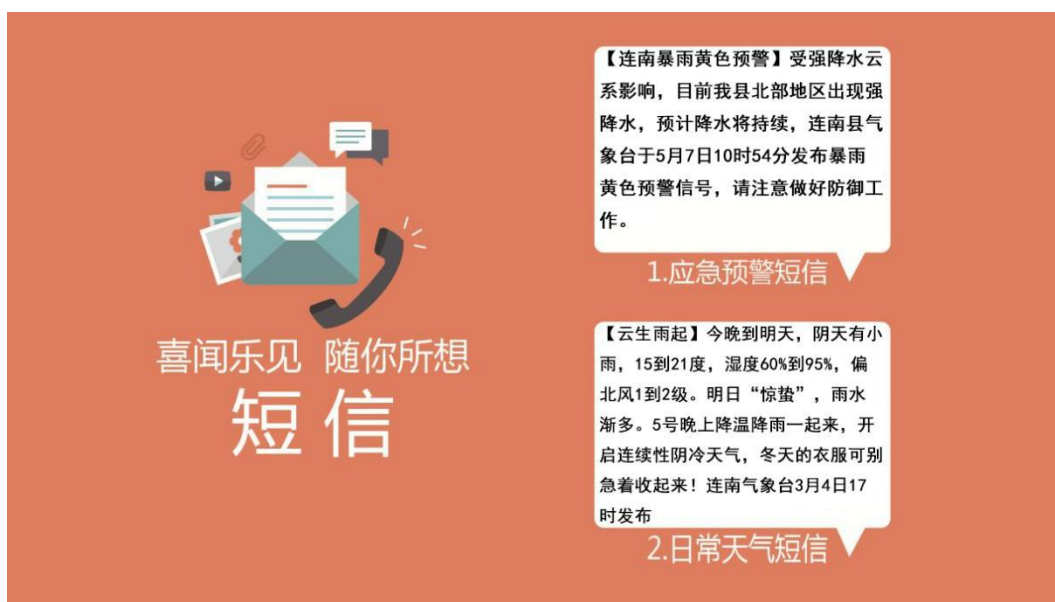 喜闻乐见 随你所想
短信
【连南暴雨黄色预警】受强降水云
系影响，目前我县北部地区出现强
降水，预计降水将持续，连南县气
象台于5月7日10时54分发布暴雨
黄色预警信号，请注意做好防御工
作。
1.应急预警短信
【云生雨起】今晚到明天，阴天有小
雨，15到21度，湿度60%到95%，偏
北风1到2级。明日“惊蛰”，雨水
渐多。5号晚上降温降雨一起来，开
启连续性阴冷天气，冬天的衣服可别
急着收起来！连南气象台3月4日17
时发布
2.日常天气短信